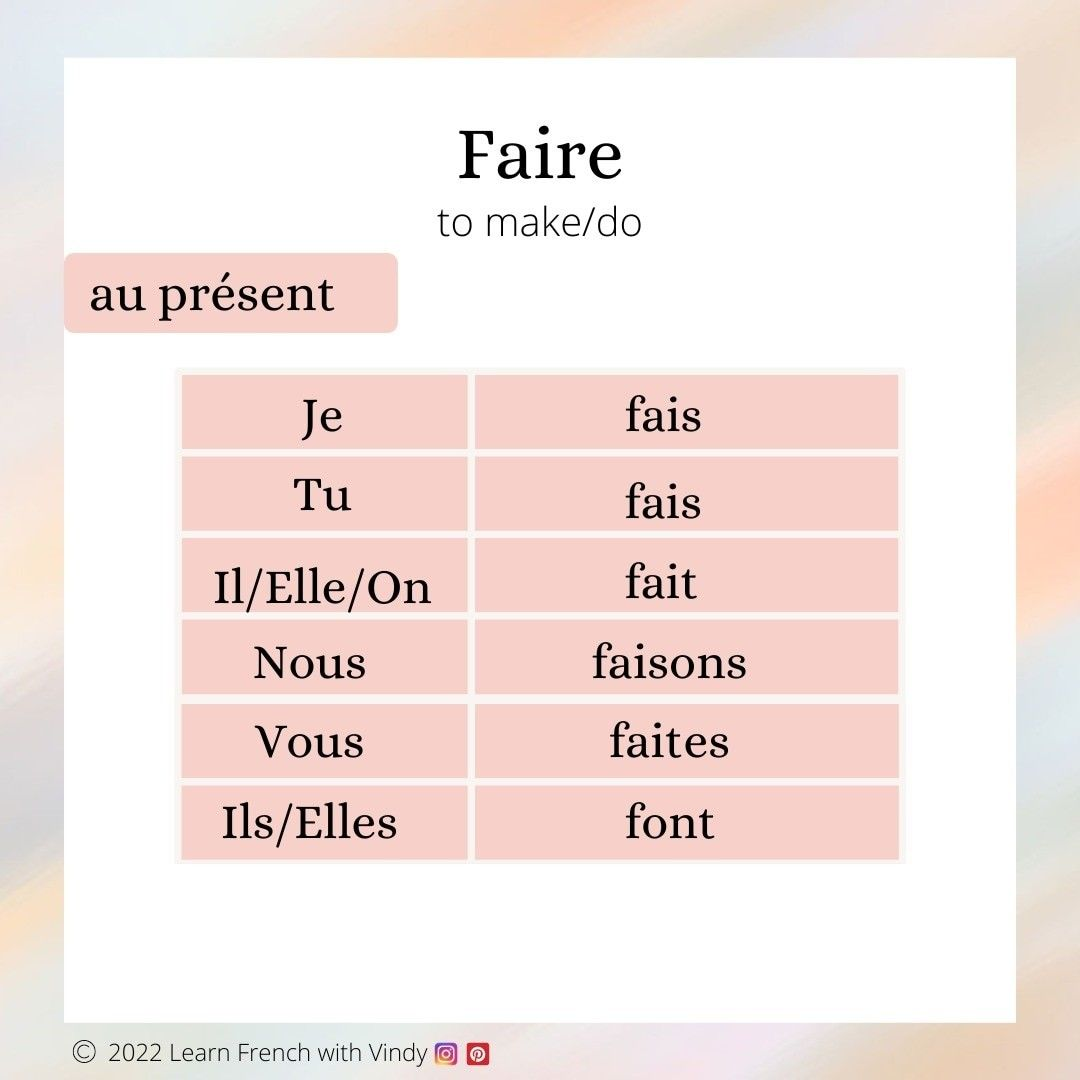 Faire
to make/do
au présent
Je fais
Tu fais
Il/Elle/On fait
Nous faisons
Vous faites
Ils/Elles font
© 2022 Learn French with Vindy